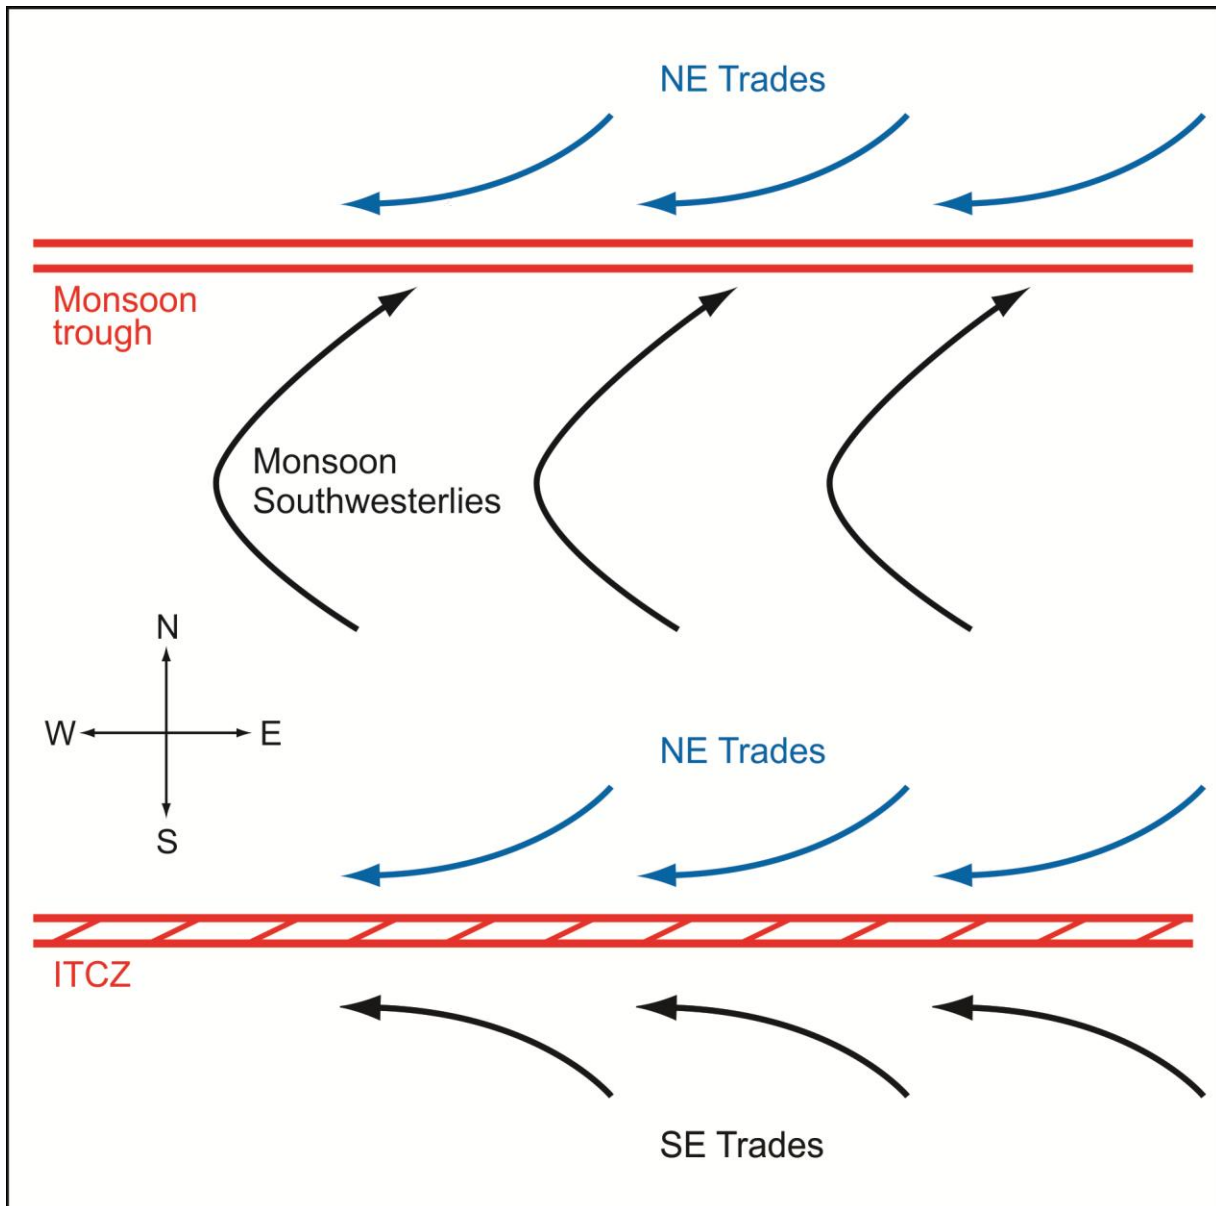 NE Trades
Monsoon
trough
Monsoon
Southwesterlies
N
W
E
S
NE Trades
ITCZ
SE Trades